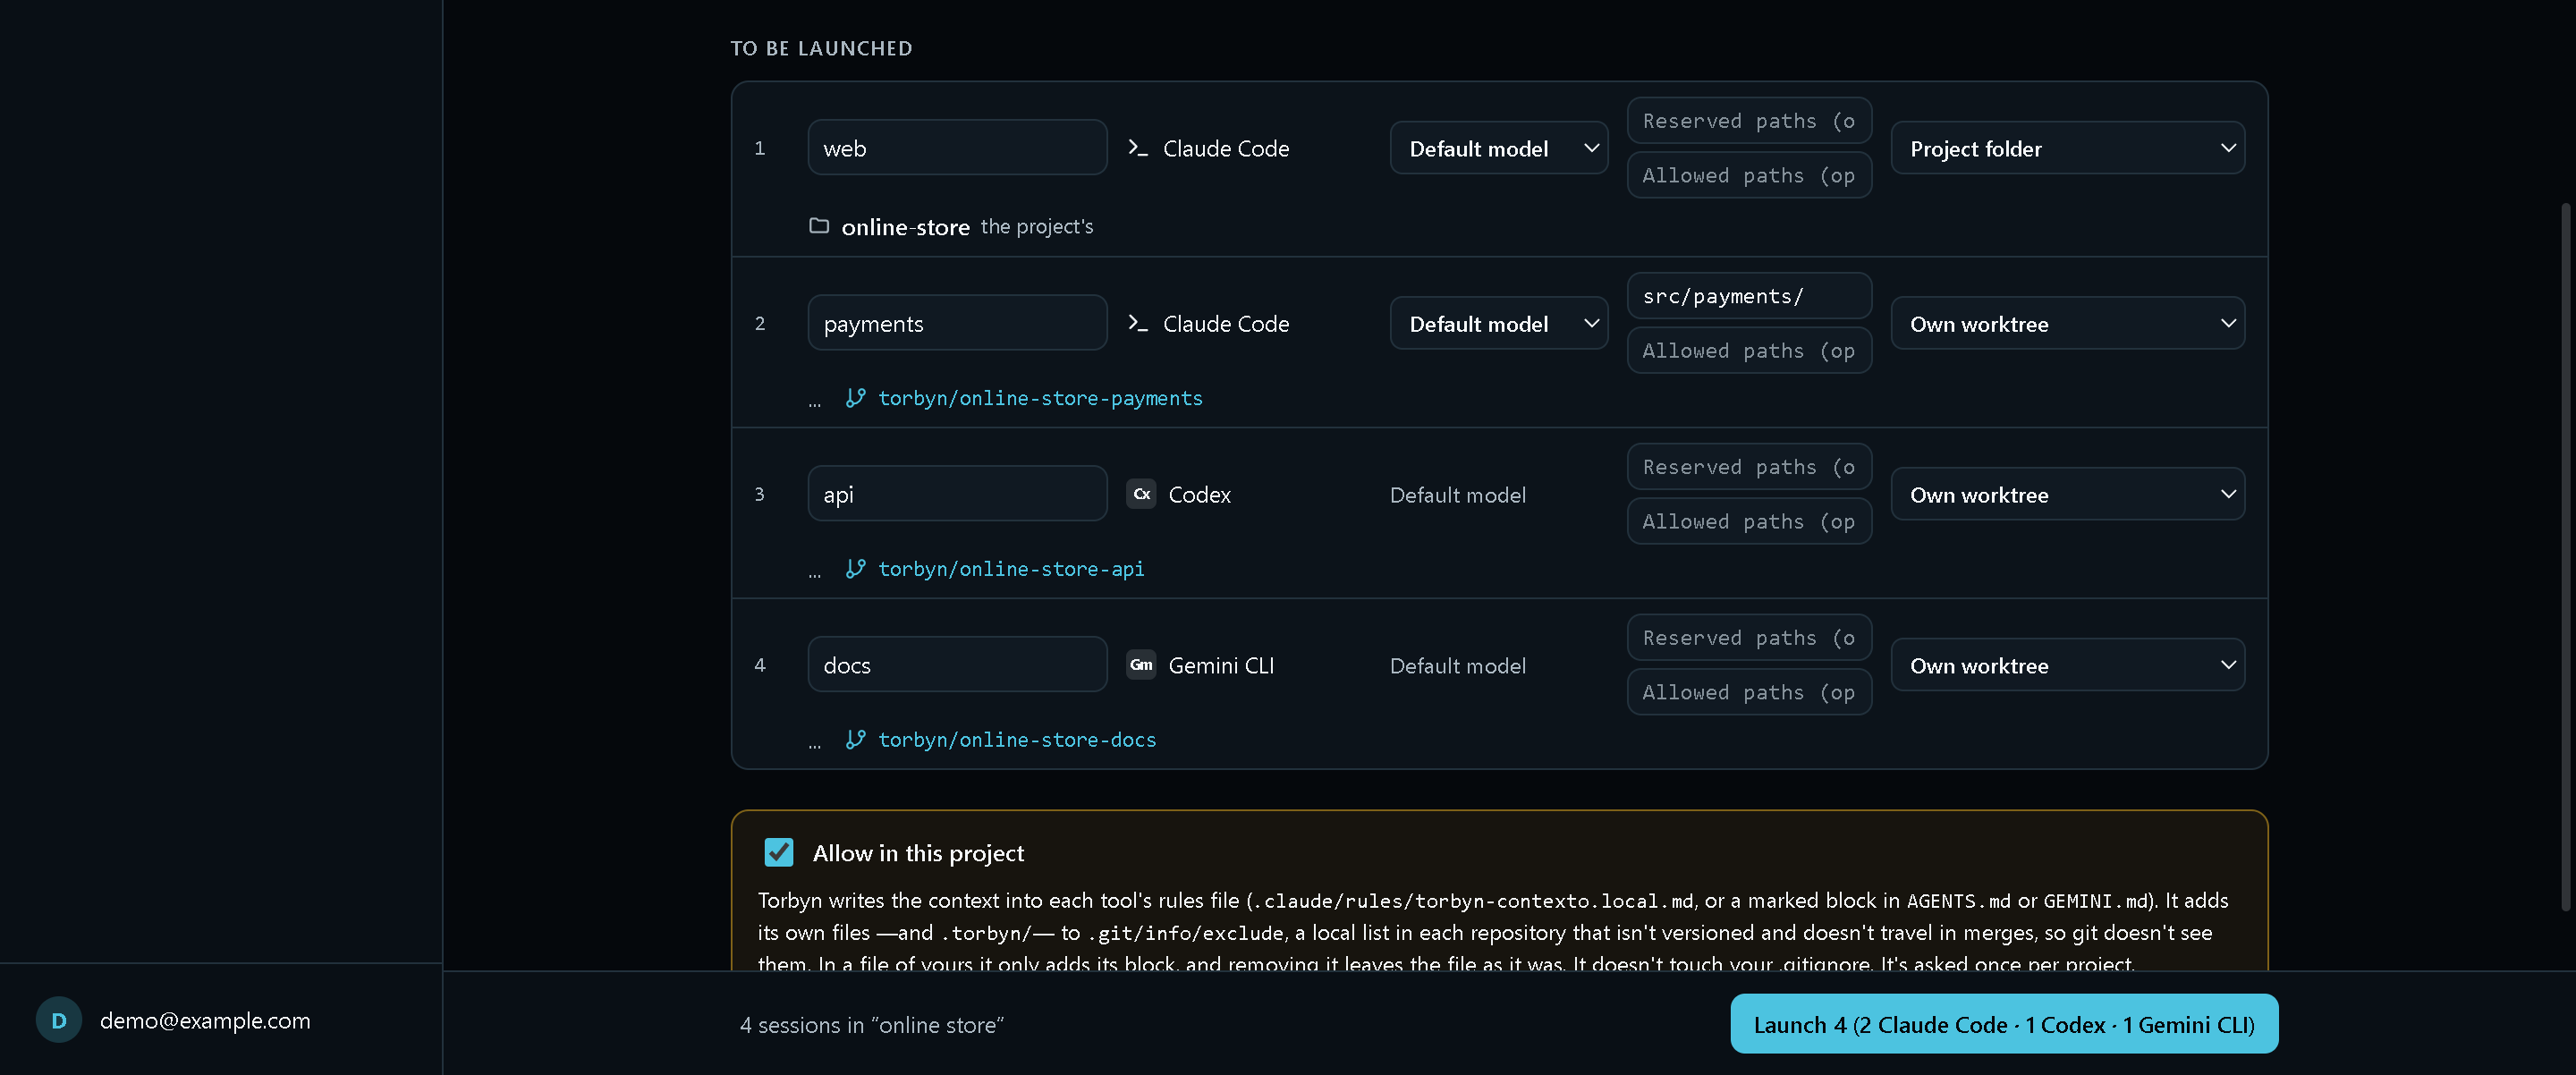 TO BE LAUNCHED
1 web Claude Code Default model Reserved paths (o Project folder
Allowed paths (op
online-store the project's
2 payments Claude Code Default model src/payments/ Own worktree
Allowed paths (op
... torbyn/online-store-payments
3 api Cx Codex Default model Reserved paths (o Own worktree
Allowed paths (op
... torbyn/online-store-api
4 docs Gm Gemini CLI Default model Reserved paths (o Own worktree
Allowed paths (op
... torbyn/online-store-docs
Allow in this project
Torbyn writes the context into each tool's rules file (.claude/rules/torbyn-contexto.local.md, or a marked block in AGENTS.md or GEMINI.md). It adds
its own files —and .torbyn/— to .git/info/exclude, a local list in each repository that isn't versioned and doesn't travel in merges, so git doesn't see
them. In a file of yours it only adds its block, and removing it leaves the file as it was. It doesn't touch your .gitignore. It's asked once per project.
D demo@example.com
4 sessions in “online store”
Launch 4 (2 Claude Code · 1 Codex · 1 Gemini CLI)